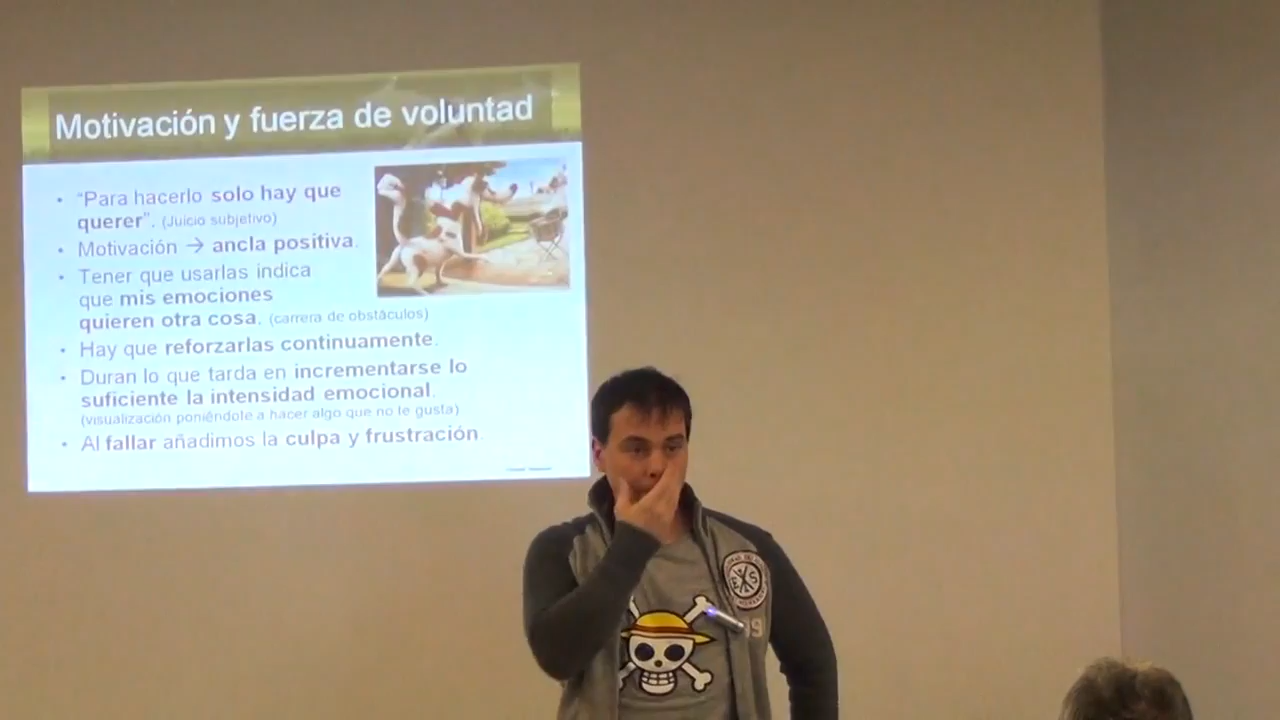 Motivación y fuerza de voluntad
• "Para hacerlo solo hay que
querer". (Juicio subjetivo)
• Motivación → ancla positiva.
• Tener que usarlas indica
que mis emociones
quieren otra cosa. (carrera de obstáculos)
• Hay que reforzarlas continuamente.
• Duran lo que tarda en incrementarse lo
suficiente la intensidad emocional.
(visualización poniéndote a hacer algo que no te gusta)
• Al fallar añadimos la culpa y frustración.
E S